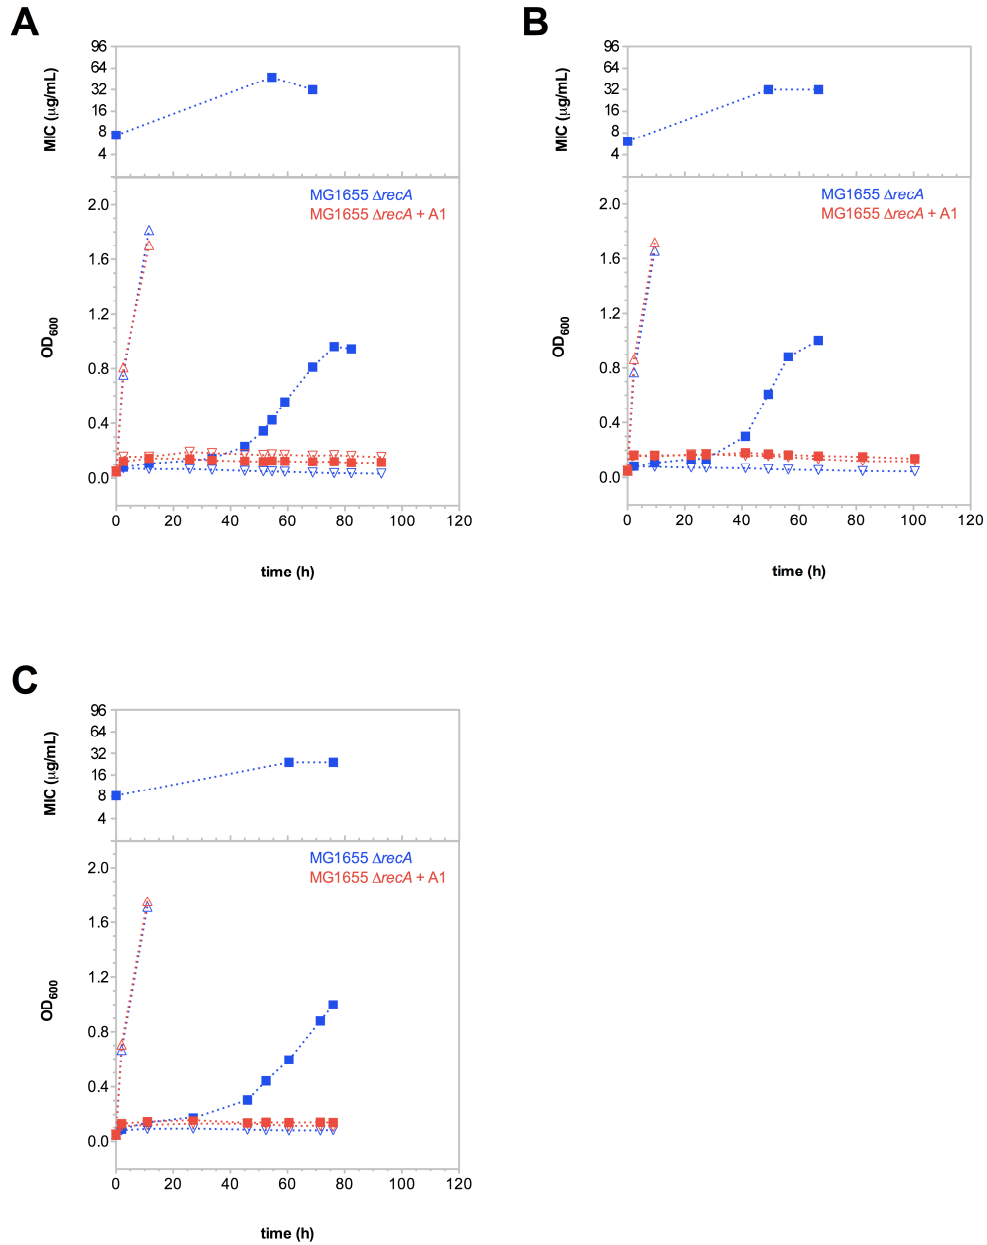 A
MIC (µg/mL)
96
64
32
16
8
4
MG1655 ΔrecA
MG1655 ΔrecA + A1
OD600
2.0
1.6
1.2
0.8
0.4
0.0
0 20 40 60 80 100 120
time (h)
B
MIC (µg/mL)
96
64
32
16
8
4
MG1655 ΔrecA
MG1655 ΔrecA + A1
OD600
2.0
1.6
1.2
0.8
0.4
0.0
0 20 40 60 80 100 120
time (h)
C
MIC (µg/mL)
96
64
32
16
8
4
MG1655 ΔrecA
MG1655 ΔrecA + A1
OD600
2.0
1.6
1.2
0.8
0.4
0.0
0 20 40 60 80 100 120
time (h)